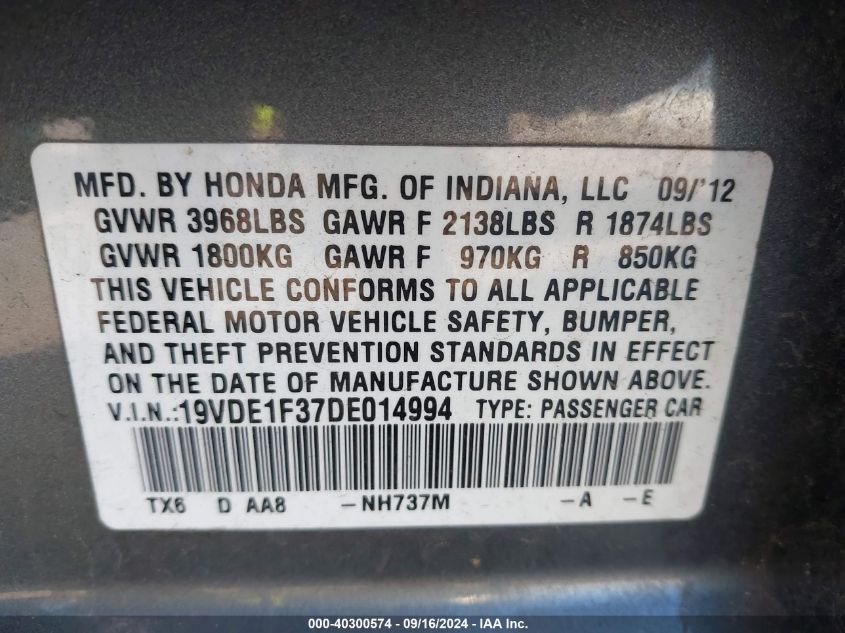 MFD. BY HONDA MFG. OF INDIANA, LLC 09/'12
GVWR 3968LBS GAWR F 2138LBS R 1874LBS
GVWR 1800KG GAWR F 970KG R 850KG
THIS VEHICLE CONFORMS TO ALL APPLICABLE
FEDERAL MOTOR VEHICLE SAFETY, BUMPER,
AND THEFT PREVENTION STANDARDS IN EFFECT
ON THE DATE OF MANUFACTURE SHOWN ABOVE.
V.I.N.:19VDE1F37DE014994 TYPE: PASSENGER CAR
TX6 D AA8 -NH737M -A -E
000-40300574 - 09/16/2024 - IAA Inc.